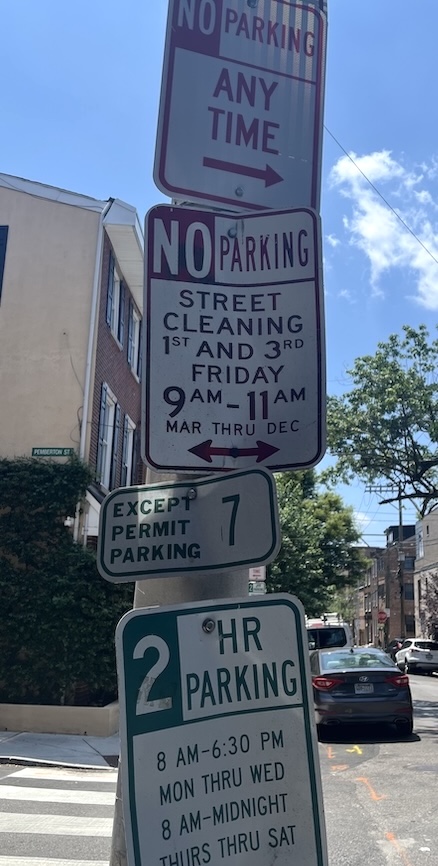 NO PARKING
ANY
TIME
NO PARKING
STREET
CLEANING
1ST AND 3RD
FRIDAY
9AM-11AM
MAR THRU DEC
PEMBERTON ST
EXCEPT
PERMIT 7
PARKING
2 HR
PARKING
8 AM-6:30 PM
MON THRU WED
8 AM-MIDNIGHT
THURS THRU SAT